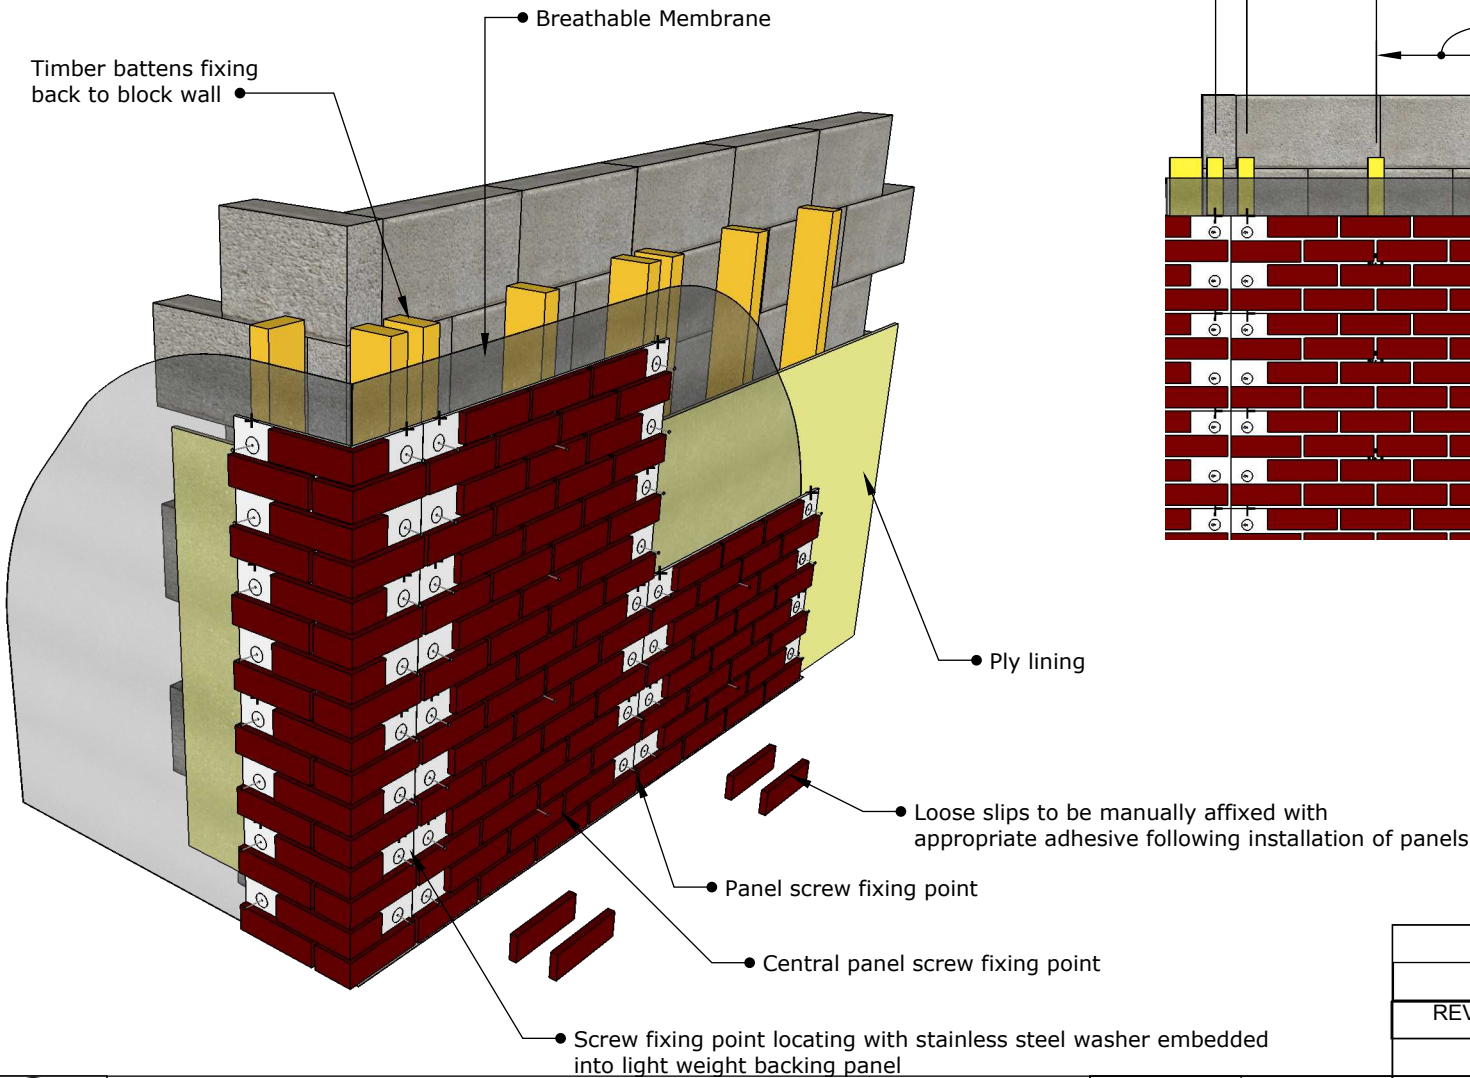 Breathable Membrane
Timber battens fixing
back to block wall
Ply lining
Loose slips to be manually affixed with
appropriate adhesive following installation of panels
Panel screw fixing point
Central panel screw fixing point
Screw fixing point locating with stainless steel washer embedded
into light weight backing panel
REV